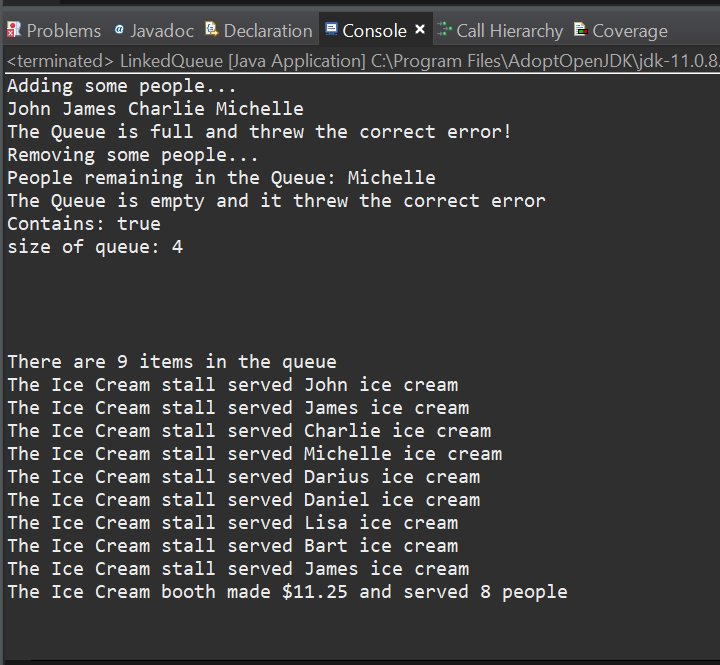 Problems Javadoc Declaration Console Call Hierarchy Coverage
<terminated> LinkedQueue [Java Application] C:\Program Files\AdoptOpenJDK\jdk-11.0.8.
Adding some people...
John James Charlie Michelle
The Queue is full and threw the correct error!
Removing some people...
People remaining in the Queue: Michelle
The Queue is empty and it threw the correct error
Contains: true
size of queue: 4
There are 9 items in the queue
The Ice Cream stall served John ice cream
The Ice Cream stall served James ice cream
The Ice Cream stall served Charlie ice cream
The Ice Cream stall served Michelle ice cream
The Ice Cream stall served Darius ice cream
The Ice Cream stall served Daniel ice cream
The Ice Cream stall served Lisa ice cream
The Ice Cream stall served Bart ice cream
The Ice Cream stall served James ice cream
The Ice Cream booth made $11.25 and served 8 people